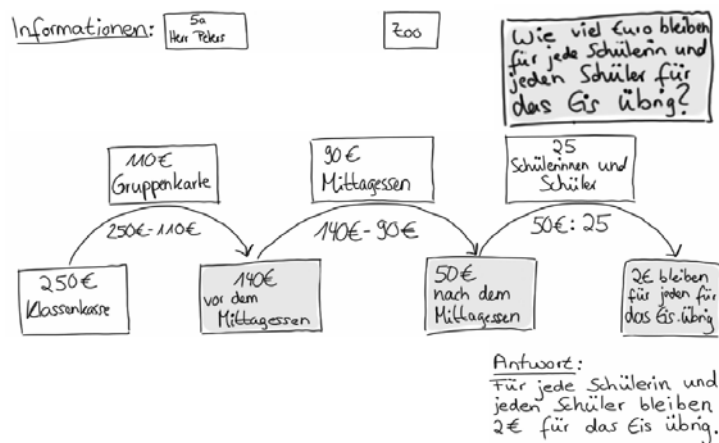 Informationen:
5a
Herr Peters
Zoo
Wie viel Euro bleiben
für jede Schülerin und
jeden Schüler für
das Eis übrig?
110€
Gruppenkarte
90€
Mittagessen
25
Schülerinnen und
Schüler
250€-110€
140€-90€
50€:25
250€
Klassenkasse
140€
vor dem
Mittagessen
50€
nach dem
Mittagessen
2€ bleiben
für jeden für
das Eis übrig
Antwort:
Für jede Schülerin und
jeden Schüler bleiben
2€ für das Eis übrig.